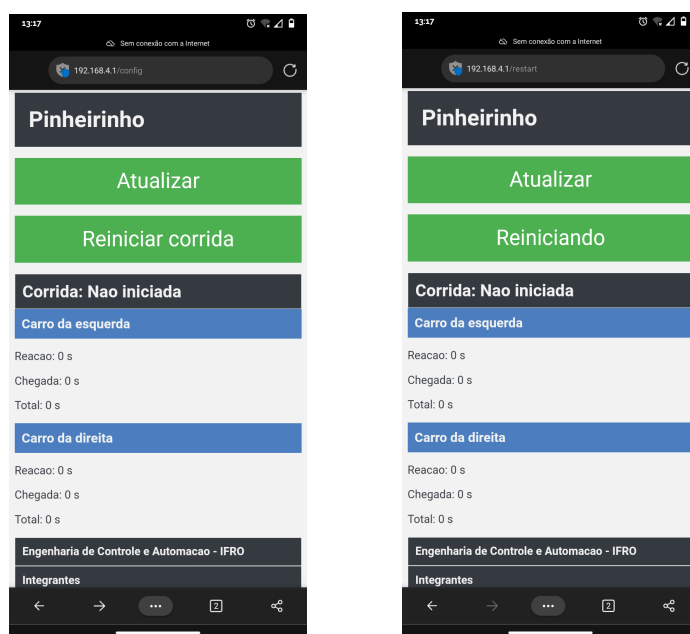 13:17
Sem conexão com a Internet
192.168.4.1/config
Pinheirinho
Atualizar
Reiniciar corrida
Corrida: Nao iniciada
Carro da esquerda
Reacao: 0 s
Chegada: 0 s
Total: 0 s
Carro da direita
Reacao: 0 s
Chegada: 0 s
Total: 0 s
Engenharia de Controle e Automacao - IFRO
Integrantes
2
13:17
Sem conexão com a Internet
192.168.4.1/restart
Pinheirinho
Atualizar
Reiniciando
Corrida: Nao iniciada
Carro da esquerda
Reacao: 0 s
Chegada: 0 s
Total: 0 s
Carro da direita
Reacao: 0 s
Chegada: 0 s
Total: 0 s
Engenharia de Controle e Automacao - IFRO
Integrantes
2